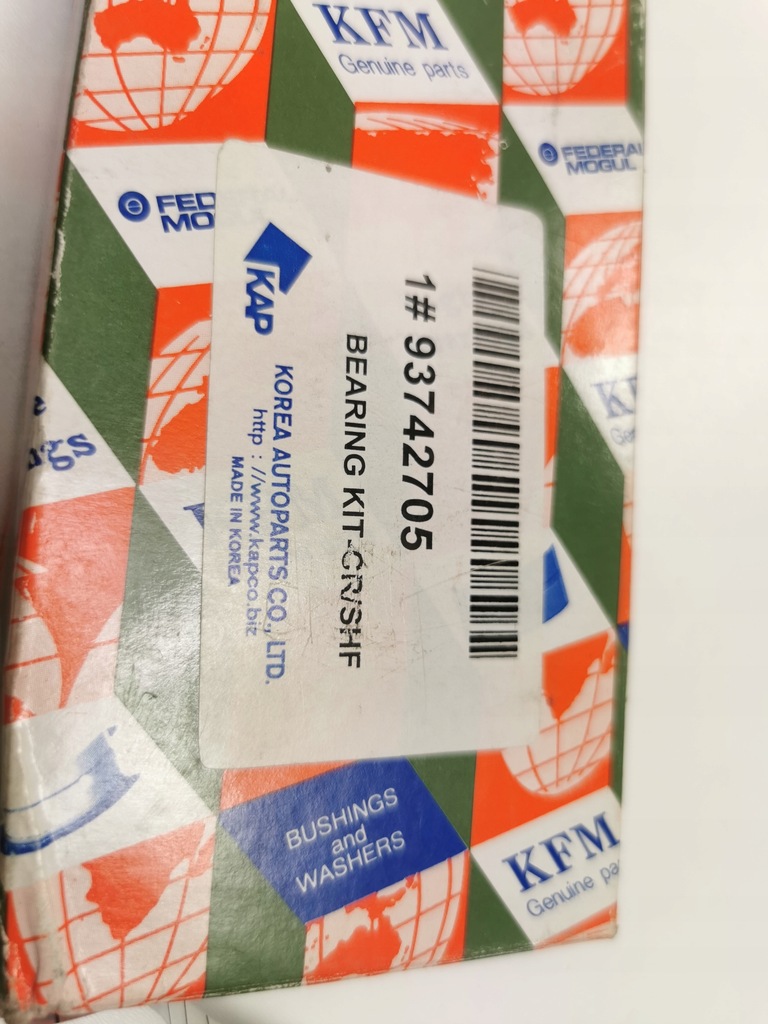 KFM
Genuine parts
FEDERAL
MOGUL
FED
MO
KAP
1# 93742705
BEARING KIT-CR/SHF
KOREA AUTOPARTS CO., LTD.
http : //www.kapco.biz
MADE IN KOREA
BUSHINGS
and
WASHERS
KFM
Genuine pa